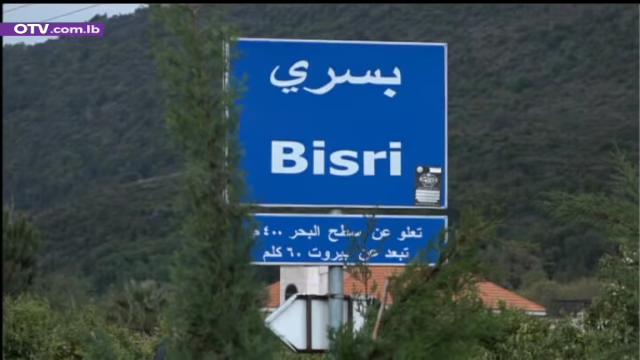 OTV.com.lb
بسري
Bisri
تعلو عن سطح البحر ٤٠٠ م
تبعد عن بيروت ٦٠ كلم